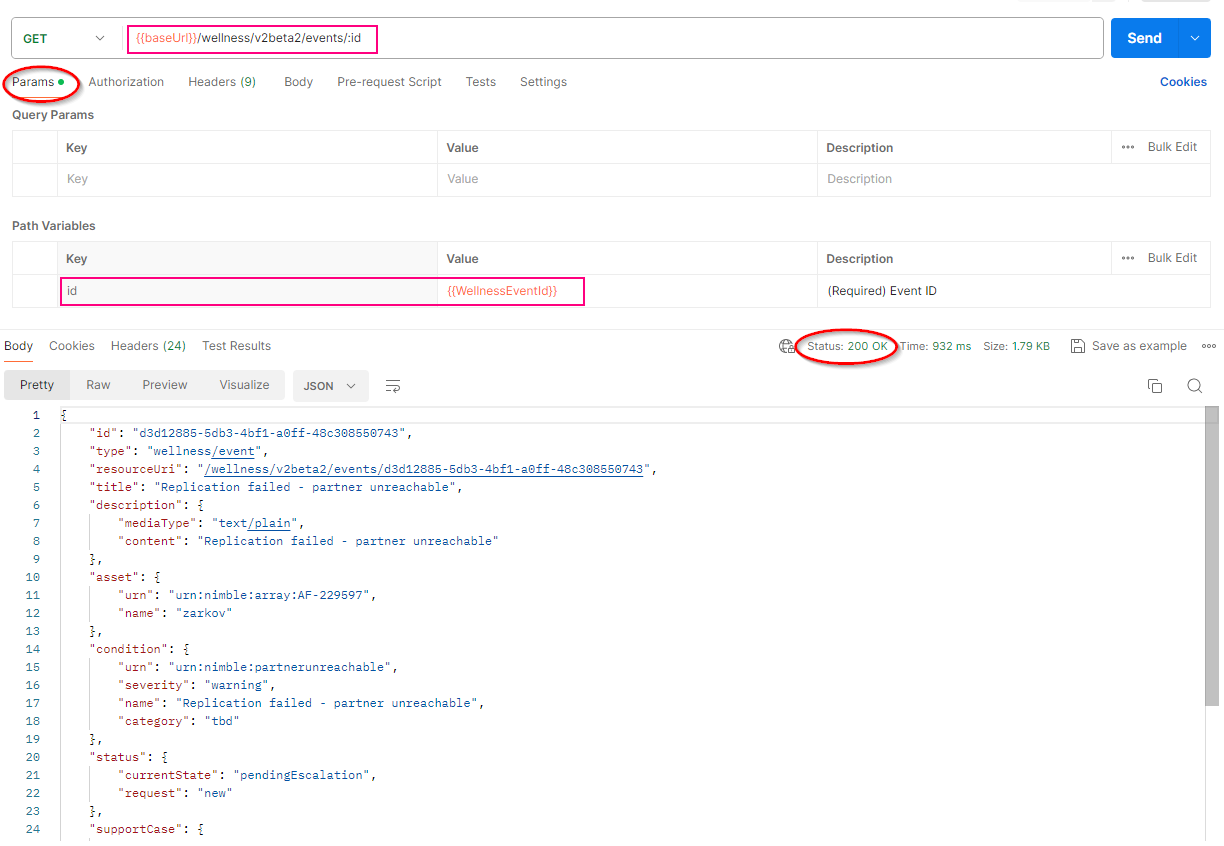 GET {{baseUrl}}/wellness/v2beta2/events/:id Send
Params Authorization Headers (9) Body Pre-request Script Tests Settings Cookies
Query Params
Key Value Description Bulk Edit
Key Value Description
Path Variables
Key Value Description Bulk Edit
id {{WellnessEventId}} (Required) Event ID
Body Cookies Headers (24) Test Results Status: 200 OK Time: 932 ms Size: 1.79 KB Save as example
Pretty Raw Preview Visualize JSON
1 {
2 "id": "d3d12885-5db3-4bf1-a0ff-48c308550743",
3 "type": "wellness/event",
4 "resourceUri": "/wellness/v2beta2/events/d3d12885-5db3-4bf1-a0ff-48c308550743",
5 "title": "Replication failed - partner unreachable",
6 "description": {
7 "mediaType": "text/plain",
8 "content": "Replication failed - partner unreachable"
9 },
10 "asset": {
11 "urn": "urn:nimble:array:AF-229597",
12 "name": "zarkov"
13 },
14 "condition": {
15 "urn": "urn:nimble:partnerunreachable",
16 "severity": "warning",
17 "name": "Replication failed - partner unreachable",
18 "category": "tbd"
19 },
20 "status": {
21 "currentState": "pendingEscalation",
22 "request": "new"
23 },
24 "supportCase": {